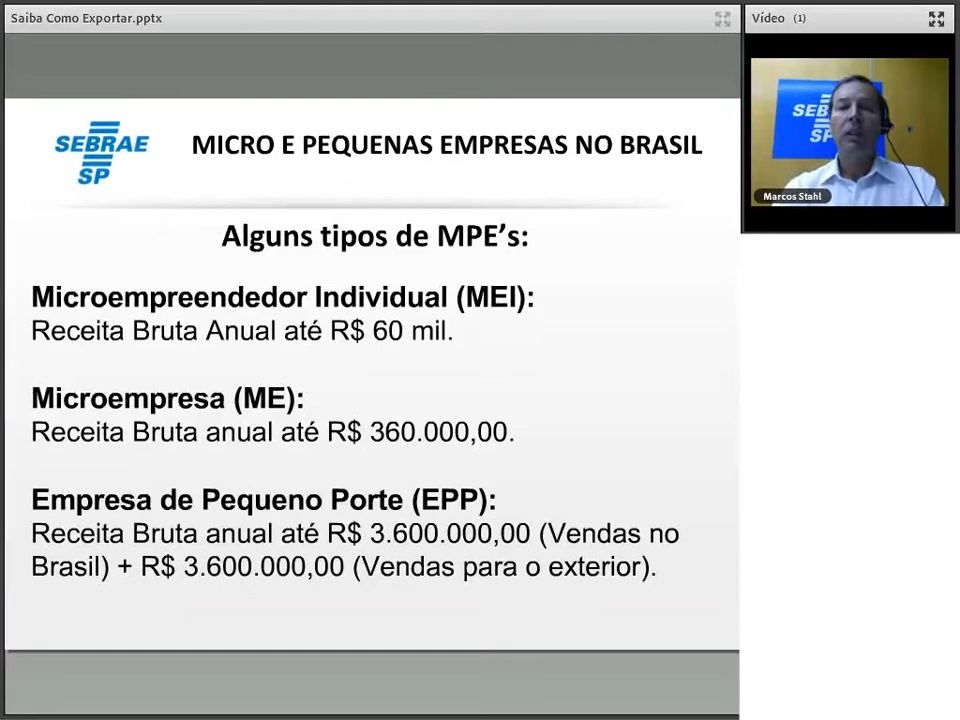 Saiba Como Exportar.pptx
Vídeo (1)
SEBRAE
SP
MICRO E PEQUENAS EMPRESAS NO BRASIL
SEB
SP
Marcos Stahl
Alguns tipos de MPE’s:
Microempreendedor Individual (MEI):
Receita Bruta Anual até R$ 60 mil.
Microempresa (ME):
Receita Bruta anual até R$ 360.000,00.
Empresa de Pequeno Porte (EPP):
Receita Bruta anual até R$ 3.600.000,00 (Vendas no
Brasil) + R$ 3.600.000,00 (Vendas para o exterior).